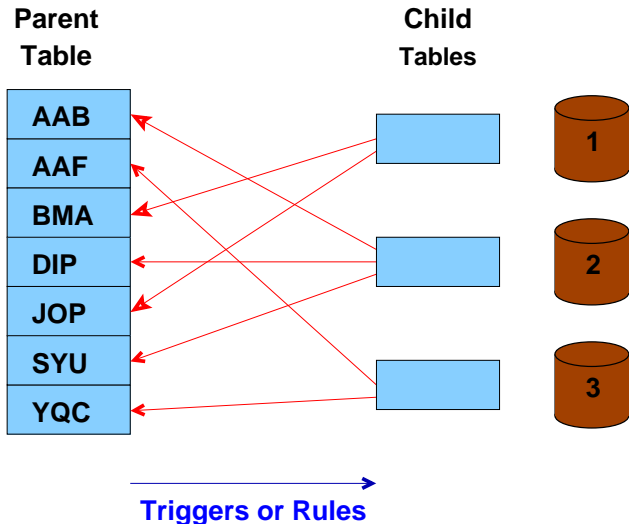 Parent
Table
Child
Tables
AAB
AAF
BMA
DIP
JOP
SYU
YQC
1
2
3
Triggers or Rules